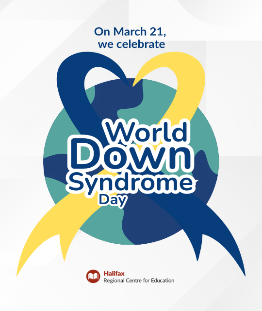 On March 21,
we celebrate
World
Down
Syndrome
Day
Halifax
Regional Centre for Education